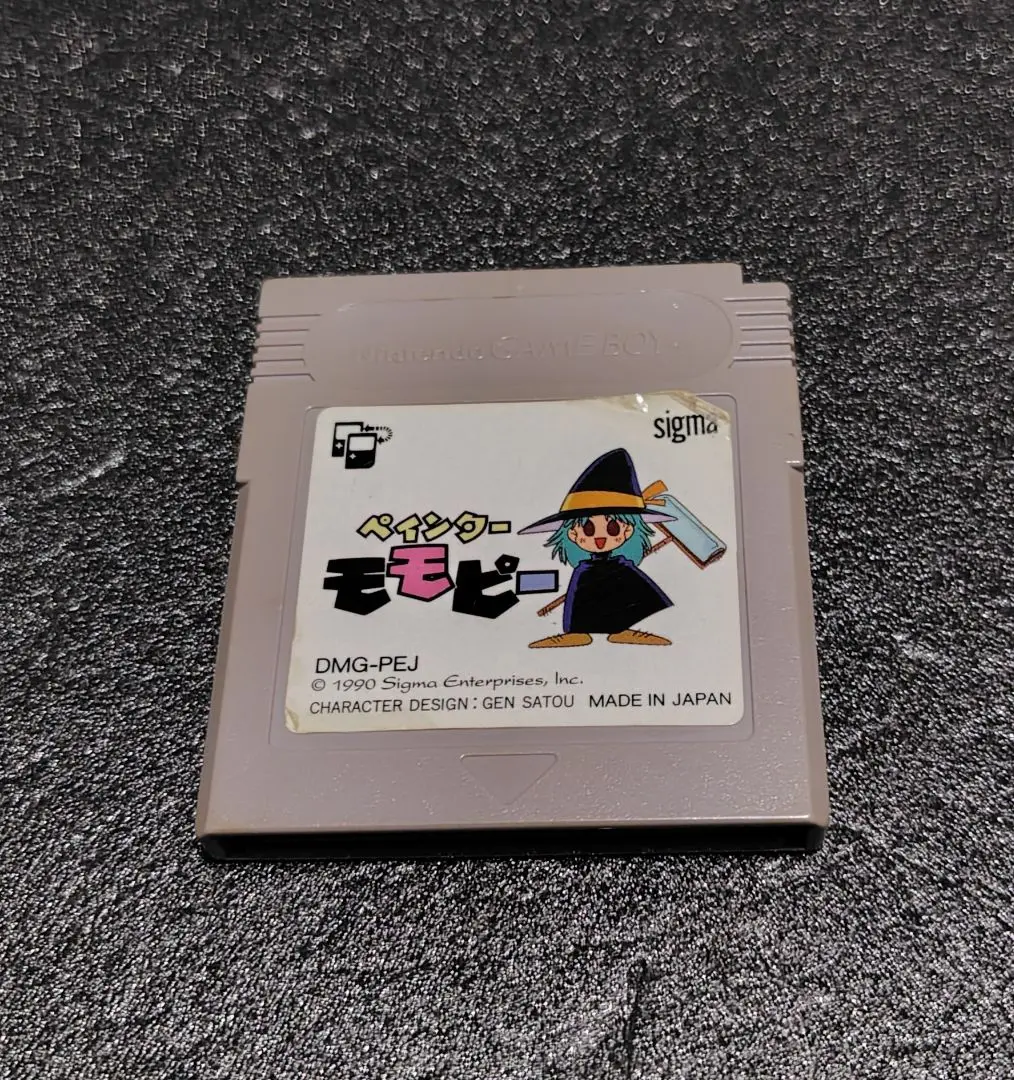 Nintendo GAME BOY
sigma
ペインター
モモピー
DMG-PEJ
© 1990 Sigma Enterprises, Inc.
CHARACTER DESIGN : GEN SATOU MADE IN JAPAN